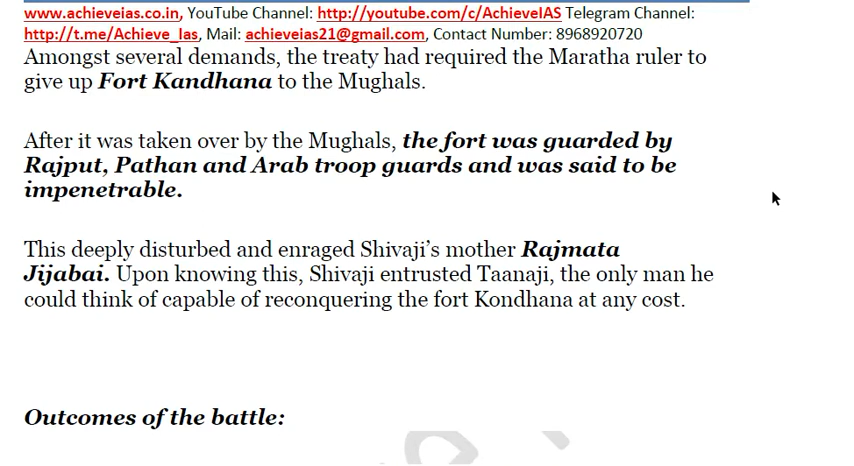 www.achieveias.co.in, YouTube Channel: http://youtube.com/c/AchieveIAS Telegram Channel:
http://t.me/Achieve_Ias, Mail: achieveias21@gmail.com, Contact Number: 8968920720
Amongst several demands, the treaty had required the Maratha ruler to
give up Fort Kandhana to the Mughals.
After it was taken over by the Mughals, the fort was guarded by
Rajput, Pathan and Arab troop guards and was said to be
impenetrable.
This deeply disturbed and enraged Shivaji’s mother Rajmata
Jijabai. Upon knowing this, Shivaji entrusted Taanaji, the only man he
could think of capable of reconquering the fort Kondhana at any cost.
Outcomes of the battle: